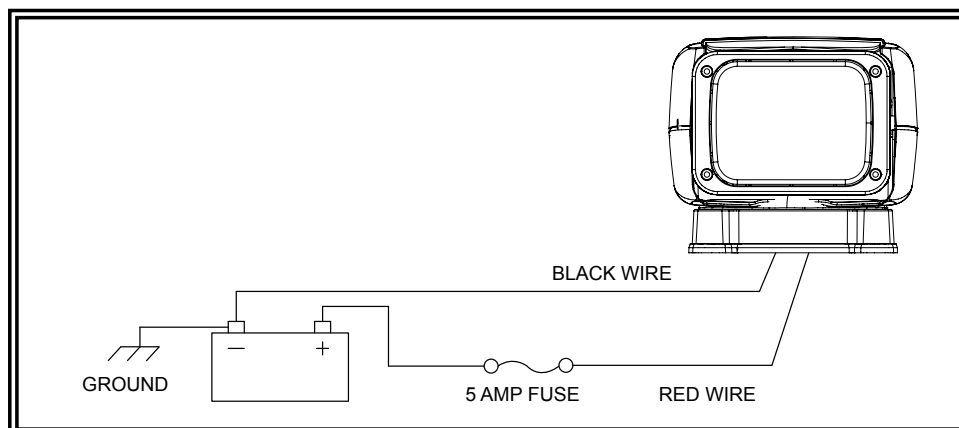 BLACK WIRE
− +
GROUND
5 AMP FUSE
RED WIRE